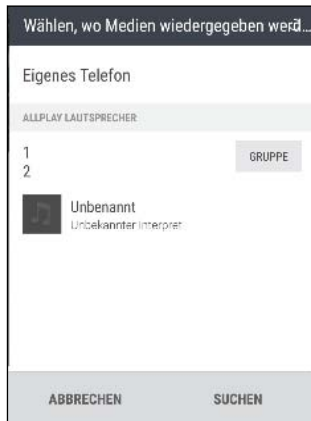 Wählen, wo Medien wiedergegeben werd...
Eigenes Telefon
ALLPLAY LAUTSPRECHER
1
2
GRUPPE
Unbenannt
Unbekannter Interpret
ABBRECHEN
SUCHEN